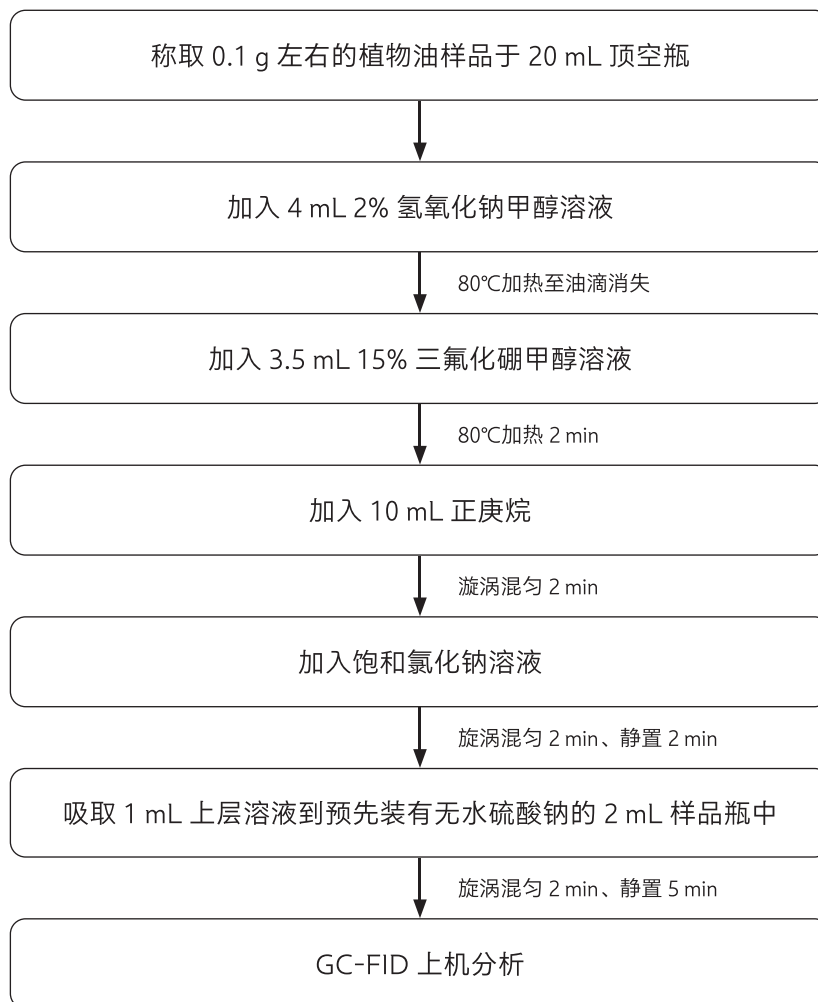 称取 0.1 g 左右的植物油样品于 20 mL 顶空瓶
加入 4 mL 2% 氢氧化钠甲醇溶液
80℃加热至油滴消失
加入 3.5 mL 15% 三氟化硼甲醇溶液
80℃加热 2 min
加入 10 mL 正庚烷
漩涡混匀 2 min
加入饱和氯化钠溶液
旋涡混匀 2 min、静置 2 min
吸取 1 mL 上层溶液到预先装有无水硫酸钠的 2 mL 样品瓶中
旋涡混匀 2 min、静置 5 min
GC-FID 上机分析